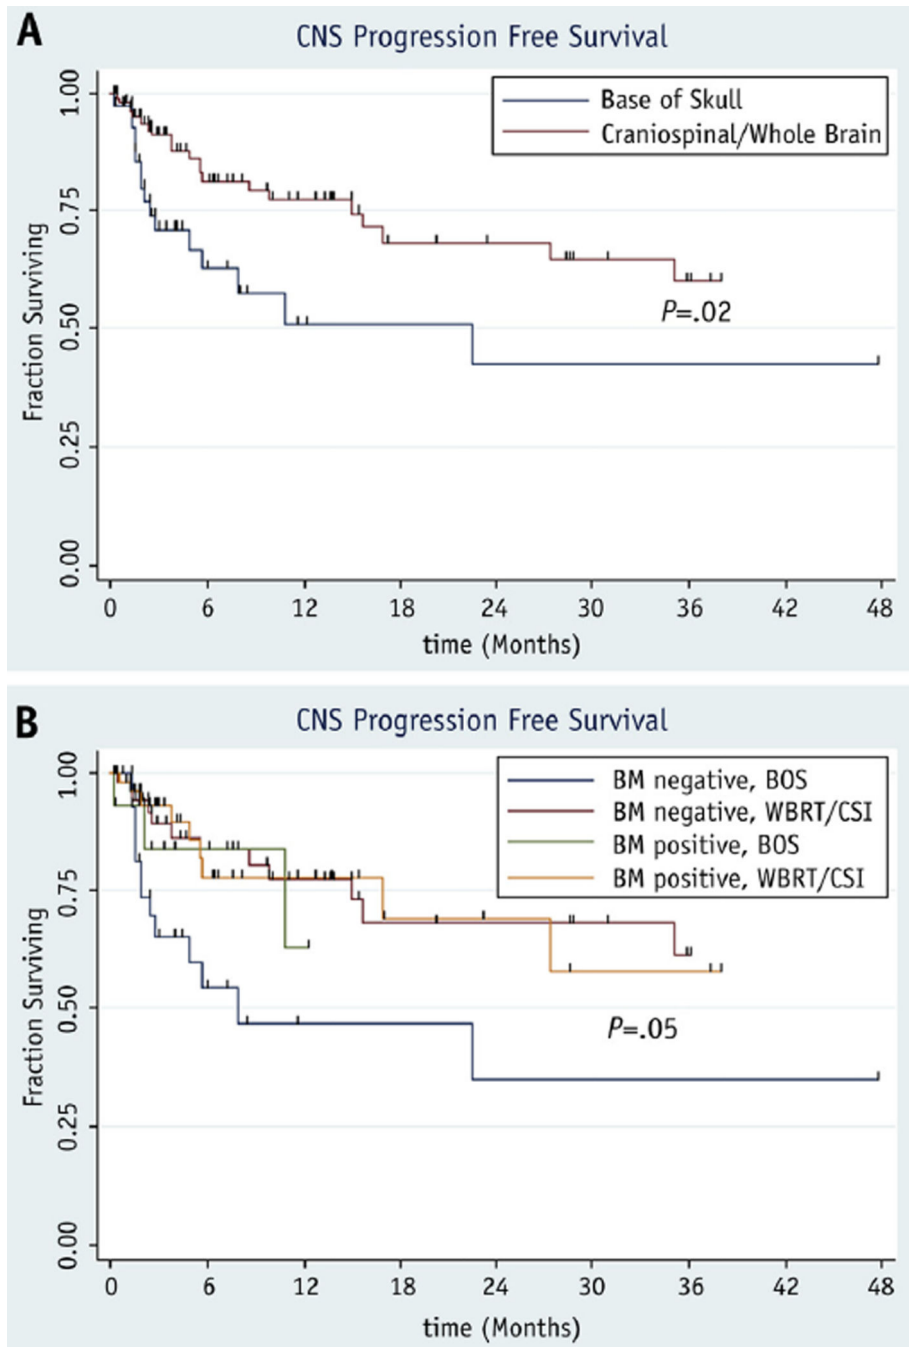 A
CNS Progression Free Survival
Base of Skull
Craniospinal/Whole Brain
Fraction Surviving
1.00
0.75
0.50
0.25
0.00
P=.02
0 6 12 18 24 30 36 42 48
time (Months)
B
CNS Progression Free Survival
BM negative, BOS
BM negative, WBRT/CSI
BM positive, BOS
BM positive, WBRT/CSI
Fraction Surviving
1.00
0.75
0.50
0.25
0.00
P=.05
0 6 12 18 24 30 36 42 48
time (Months)